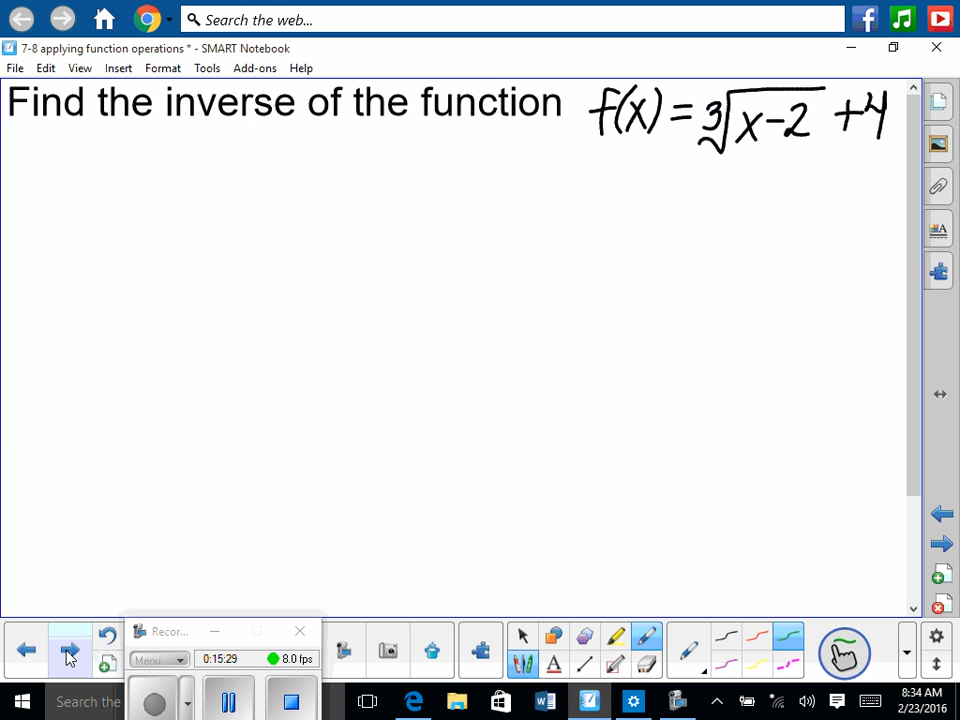 Search the web...
7-8 applying function operations * - SMART Notebook
File Edit View Insert Format Tools Add-ons Help
Find the inverse of the function f(x) = ∛(x-2) +4
Recor...
Menu 0:15:29 8.0 fps
Search the
8:34 AM
2/23/2016